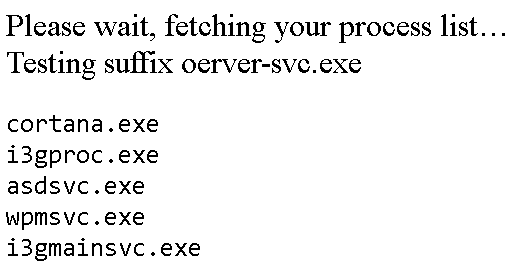 Please wait, fetching your process list…
Testing suffix oerver-svc.exe
cortana.exe
i3gproc.exe
asdsvc.exe
wpmsvc.exe
i3gmainsvc.exe